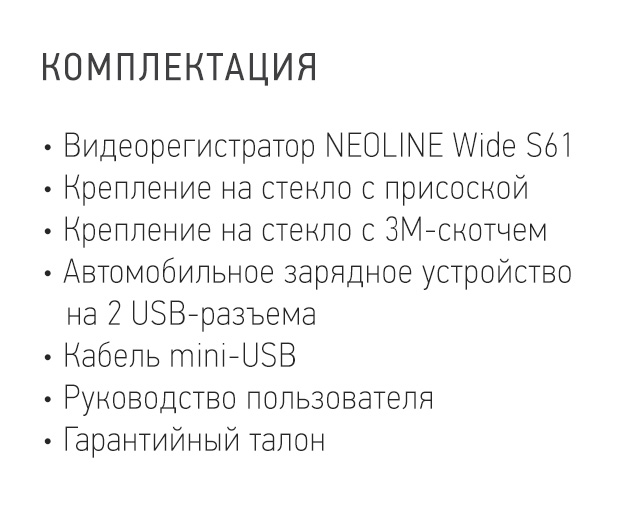 КОМПЛЕКТАЦИЯ
• Видеорегистратор NEOLINE Wide S61
• Крепление на стекло с присоской
• Крепление на стекло с 3М-скотчем
• Автомобильное зарядное устройство
на 2 USB-разъема
• Кабель mini-USB
• Руководство пользователя
• Гарантийный талон